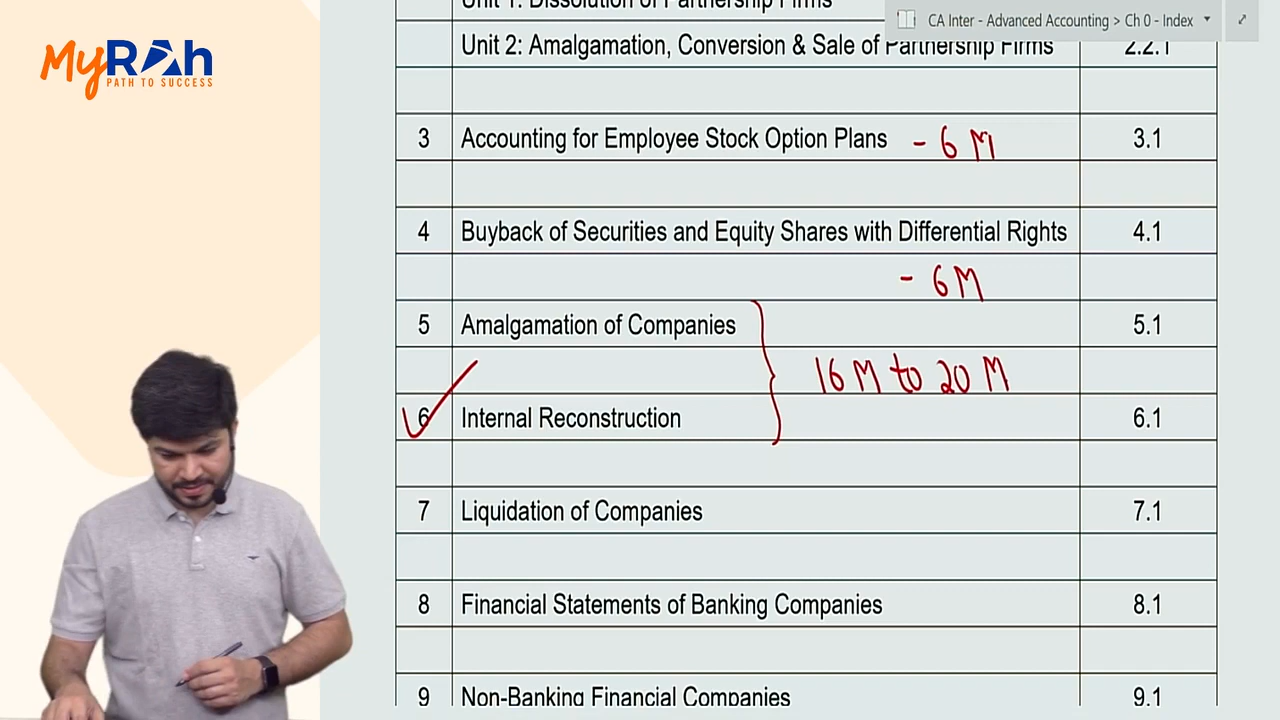 MyRAh
PATH TO SUCCESS
CA Inter - Advanced Accounting > Ch 0 - Index
Unit 1: Dissolution of Partnership Firms
Unit 2: Amalgamation, Conversion & Sale of Partnership Firms 2.2.1
3 Accounting for Employee Stock Option Plans - 6 M 3.1
4 Buyback of Securities and Equity Shares with Differential Rights 4.1
- 6M
5 Amalgamation of Companies 5.1
16 M to 20 M
6 Internal Reconstruction 6.1
7 Liquidation of Companies 7.1
8 Financial Statements of Banking Companies 8.1
9 Non-Banking Financial Companies 9.1